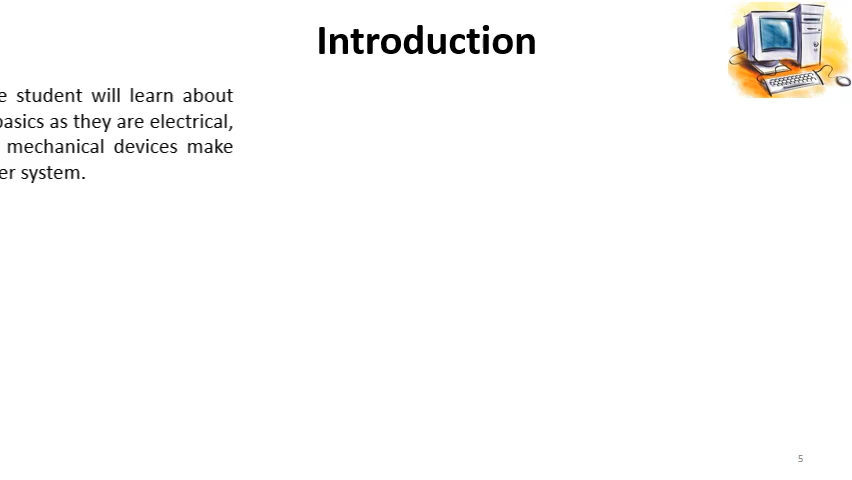 Introduction
e student will learn about
basics as they are electrical,
mechanical devices make
er system.
5